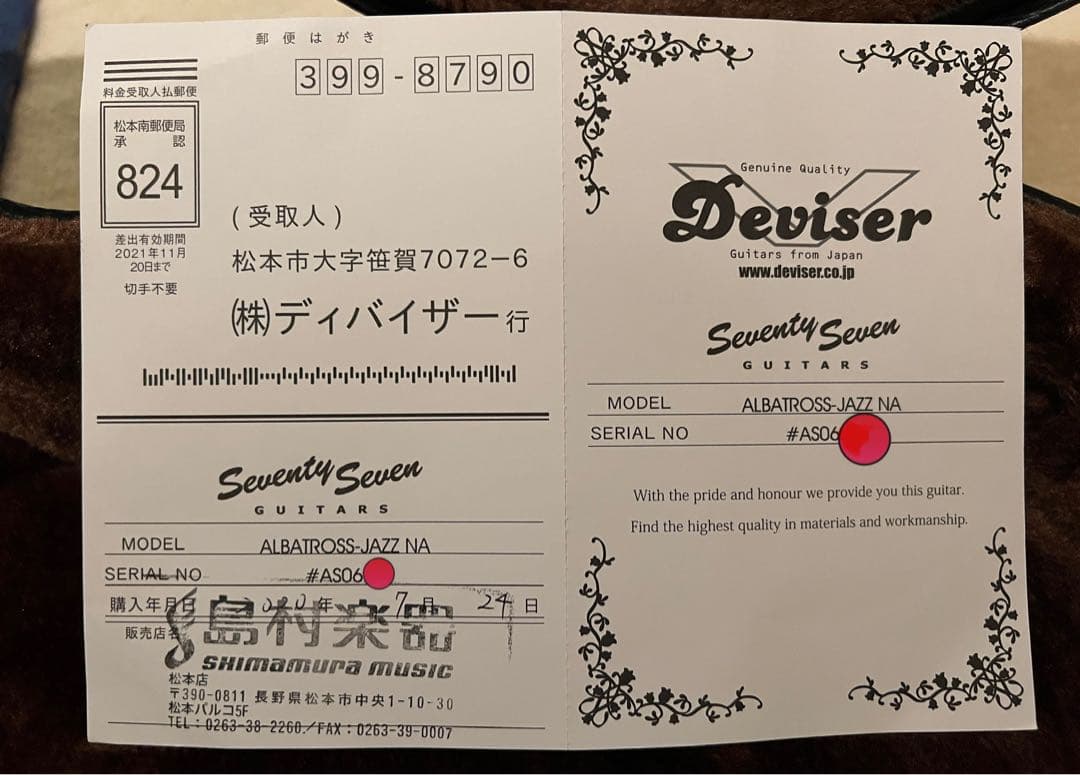 郵便はがき
399-8790
料金受取人払郵便
松本南郵便局
承認
824
差出有効期間
2021年11月
20日まで
切手不要
(受取人)
松本市大字笹賀7072-6
㈱ディバイザー行
Seventy Seven
GUITARS
MODEL ALBATROSS-JAZZ NA
SERIAL NO #AS06
購入年月日 2020年 7月 24日
販売店名
島村楽器
SHIMAMURA MUSIC
松本店
〒390-0811 長野県松本市中央1-10-30
松本パルコ5F
TEL:0263-38-2260/FAX:0263-39-0007
Genuine Quality
Deviser
Guitars from Japan
www.deviser.co.jp
Seventy Seven
GUITARS
MODEL ALBATROSS-JAZZ NA
SERIAL NO #AS06
With the pride and honour we provide you this guitar.
Find the highest quality in materials and workmanship.